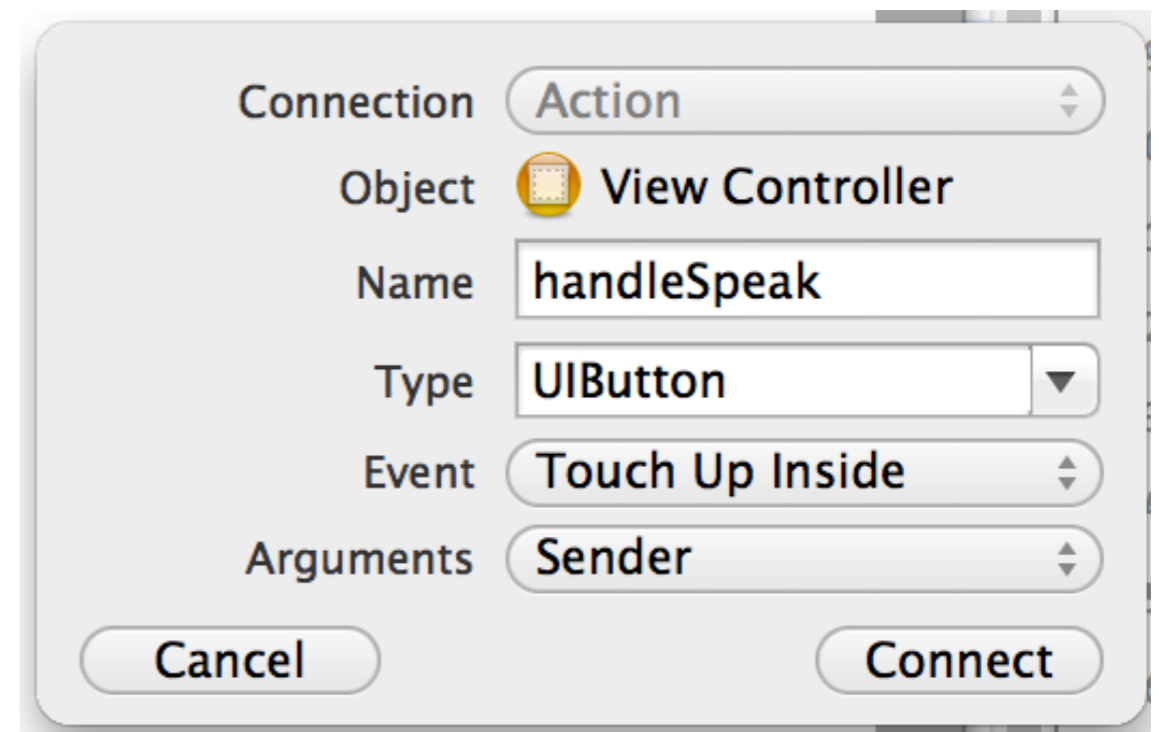 Connection Action
Object View Controller
Name handleSpeak
Type UIButton
Event Touch Up Inside
Arguments Sender
Cancel Connect